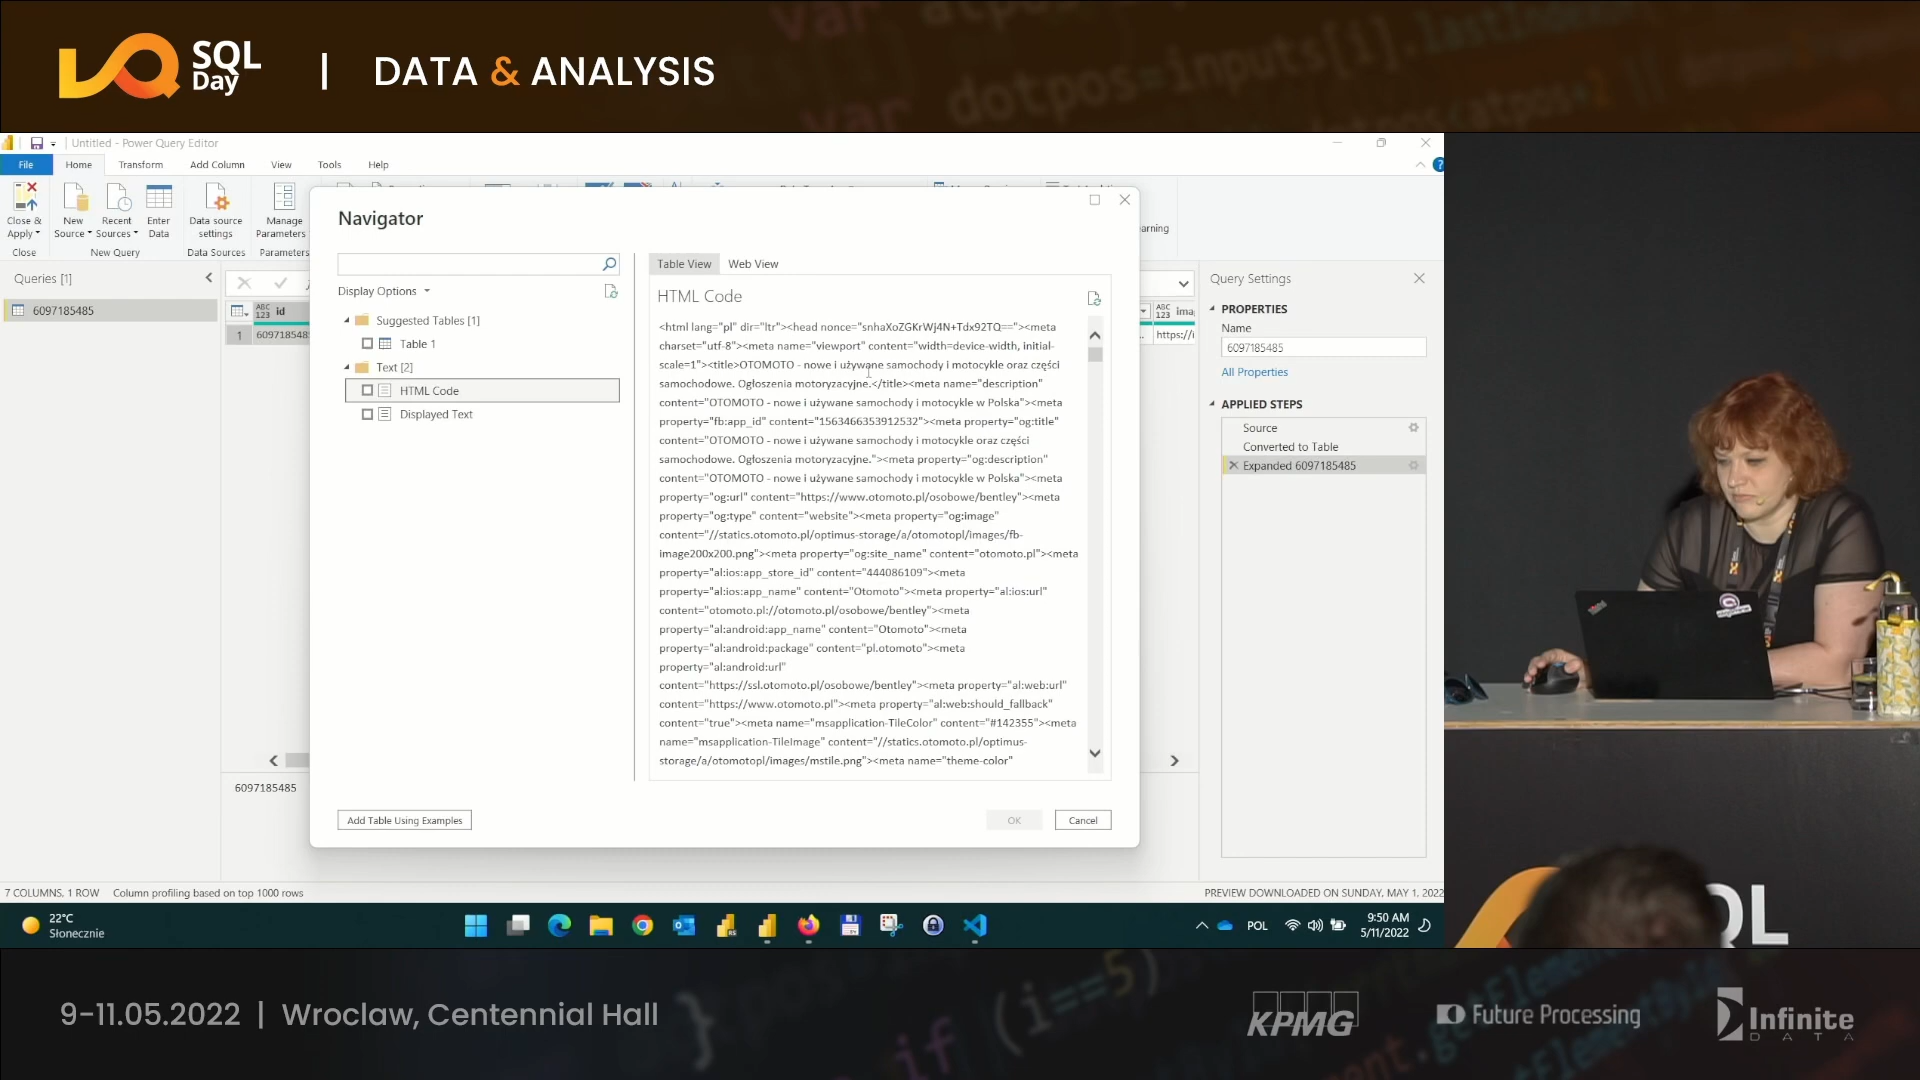 SQL
Day
| DATA & ANALYSIS
Untitled - Power Query Editor
File Home Transform Add Column View Tools Help
Close &
Apply
New
Source
Recent
Sources
Enter
Data
Data source
settings
Manage
Parameters
Close
New Query
Data Sources
Parameters
arning
Queries [1]
6097185485
ABC
123 id
1 609718548
ABC
123 ima
https://i
6097185485
Navigator
Display Options
Suggested Tables [1]
Table 1
Text [2]
HTML Code
Displayed Text
Add Table Using Examples
Table View Web View
HTML Code
<html lang="pl" dir="ltr"><head nonce="snhaXoZGKrWj4N+Tdx92TQ=="><meta
charset="utf-8"><meta name="viewport" content="width=device-width, initial-
scale=1"><title>OTOMOTO - nowe i używane samochody i motocykle oraz części
samochodowe. Ogłoszenia motoryzacyjne.</title><meta name="description"
content="OTOMOTO - nowe i używane samochody i motocykle w Polska"><meta
property="fb:app_id" content="1563466353912532"><meta property="og:title"
content="OTOMOTO - nowe i używane samochody i motocykle oraz części
samochodowe. Ogłoszenia motoryzacyjne."><meta property="og:description"
content="OTOMOTO - nowe i używane samochody i motocykle w Polska"><meta
property="og:url" content="https://www.otomoto.pl/osobowe/bentley"><meta
property="og:type" content="website"><meta property="og:image"
content="//statics.otomoto.pl/optimus-storage/a/otomotopl/images/fb-
image200x200.png"><meta property="og:site_name" content="otomoto.pl"><meta
property="al:ios:app_store_id" content="444086109"><meta
property="al:ios:app_name" content="Otomoto"><meta property="al:ios:url"
content="otomoto.pl://otomoto.pl/osobowe/bentley"><meta
property="al:android:app_name" content="Otomoto"><meta
property="al:android:package" content="pl.otomoto"><meta
property="al:android:url"
content="https://ssl.otomoto.pl/osobowe/bentley"><meta property="al:web:url"
content="https://www.otomoto.pl"><meta property="al:web:should_fallback"
content="true"><meta name="msapplication-TileColor" content="#142355"><meta
name="msapplication-TileImage" content="//statics.otomoto.pl/optimus-
storage/a/otomotopl/images/mstile.png"><meta name="theme-color"
OK Cancel
Query Settings
PROPERTIES
Name
6097185485
All Properties
APPLIED STEPS
Source
Converted to Table
Expanded 6097185485
7 COLUMNS, 1 ROW Column profiling based on top 1000 rows
PREVIEW DOWNLOADED ON SUNDAY, MAY 1, 2022
22°C
Słonecznie
POL
9:50 AM
5/11/2022
QL
9-11.05.2022 | Wroclaw, Centennial Hall
KPMG
Future Processing
Infinite
DATA